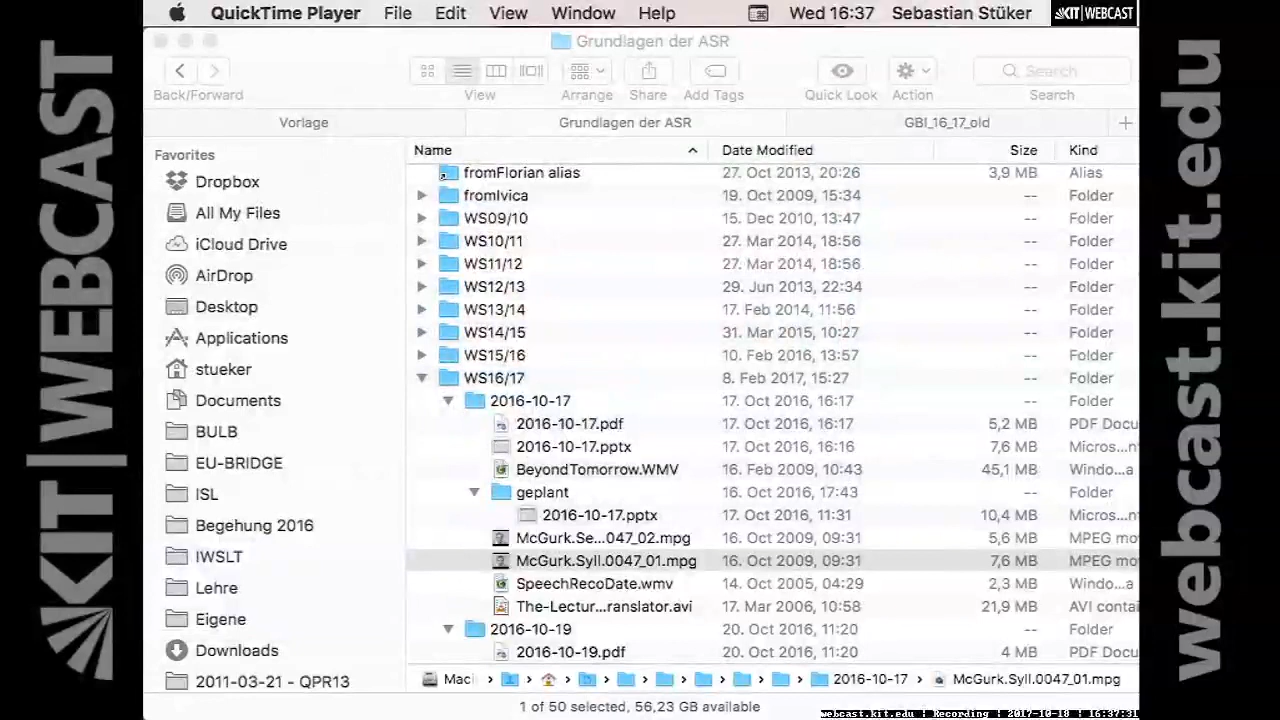 KIT|WEBCAST
QuickTime Player File Edit View Window Help Wed 16:37 Sebastian Stüker KIT|WEBCAST
Grundlagen der ASR
Search
Back/Forward View Arrange Share Add Tags Quick Look Action Search
Vorlage Grundlagen der ASR GBI_16_17_old
Favorites
Dropbox
All My Files
iCloud Drive
AirDrop
Desktop
Applications
stueker
Documents
BULB
EU-BRIDGE
ISL
Begehung 2016
IWSLT
Lehre
Eigene
Downloads
2011-03-21 - QPR13
Name Date Modified Size Kind
fromFlorian alias 27. Oct 2013, 20:26 3,9 MB Alias
fromIvica 19. Oct 2009, 15:34 -- Folder
WS09/10 15. Dec 2010, 13:47 -- Folder
WS10/11 27. Mar 2014, 18:56 -- Folder
WS11/12 27. Mar 2014, 18:56 -- Folder
WS12/13 29. Jun 2013, 22:34 -- Folder
WS13/14 17. Feb 2014, 11:56 -- Folder
WS14/15 31. Mar 2015, 10:27 -- Folder
WS15/16 10. Feb 2016, 13:57 -- Folder
WS16/17 8. Feb 2017, 15:27 -- Folder
2016-10-17 17. Oct 2016, 16:17 -- Folder
2016-10-17.pdf 17. Oct 2016, 16:17 5,2 MB PDF Docu
2016-10-17.pptx 17. Oct 2016, 16:16 7,6 MB Micros...nt
BeyondTomorrow.WMV 16. Feb 2009, 10:43 45,1 MB Windo...a
geplant 16. Oct 2016, 17:43 -- Folder
2016-10-17.pptx 17. Oct 2016, 11:31 10,4 MB Micros...nt
McGurk.Se...047_02.mpg 16. Oct 2009, 09:31 5,6 MB MPEG mo
McGurk.Syll.0047_01.mpg 16. Oct 2009, 09:31 7,6 MB MPEG mo
SpeechRecoDate.wmv 14. Oct 2005, 04:29 2,3 MB Windo...a
The-Lectur...ranslator.avi 17. Mar 2006, 10:58 21,9 MB AVI contai
2016-10-19 20. Oct 2016, 11:20 -- Folder
2016-10-19.pdf 20. Oct 2016, 11:20 4 MB PDF Docu
Maci 2016-10-17 McGurk.Syll.0047_01.mpg
1 of 50 selected, 56,23 GB available
webcast.kit.edu | Recording | 2017-10-18 | 16:37:31
webcast.kit.edu